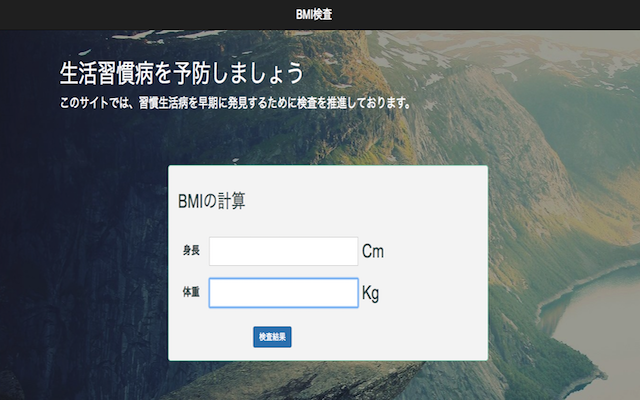 BMI検査
生活習慣病を予防しましょう
このサイトでは、習慣生活病を早期に発見するために検査を推進しております。
BMIの計算
身長 Cm
体重 Kg
検査結果